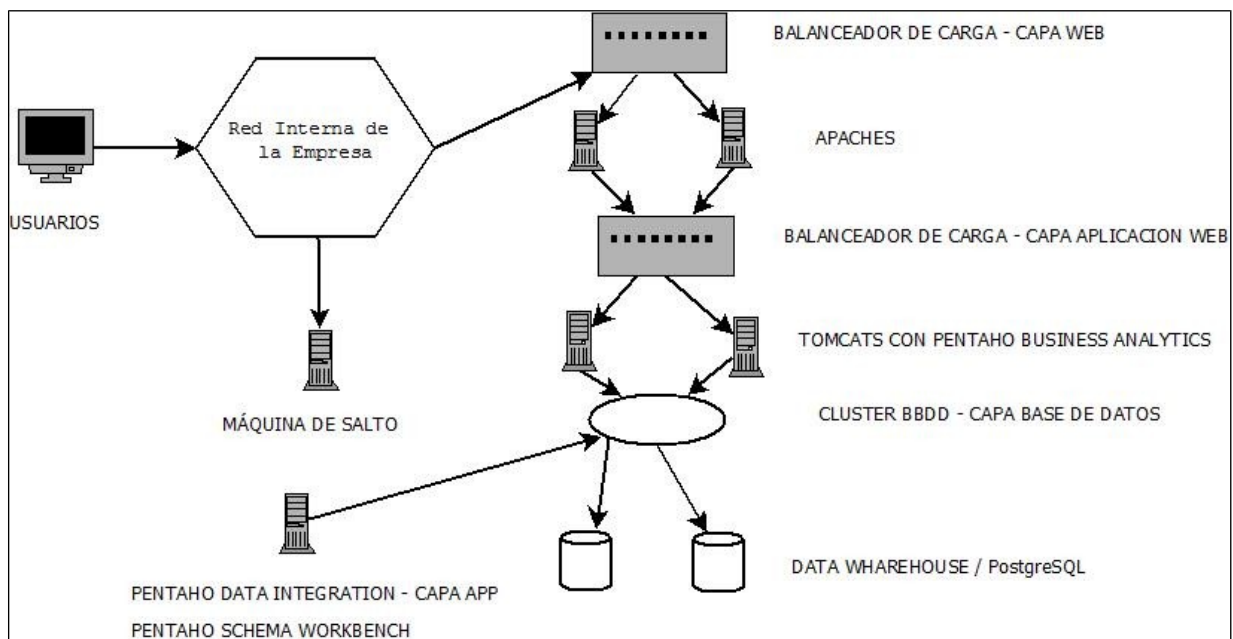 BALANCEADOR DE CARGA - CAPA WEB
Red Interna de
la Empresa
APACHES
USUARIOS
BALANCEADOR DE CARGA - CAPA APLICACION WEB
TOMCATS CON PENTAHO BUSINESS ANALYTICS
MÁQUINA DE SALTO
CLUSTER BBDD - CAPA BASE DE DATOS
DATA WHAREHOUSE / PostgreSQL
PENTAHO DATA INTEGRATION - CAPA APP
PENTAHO SCHEMA WORKBENCH